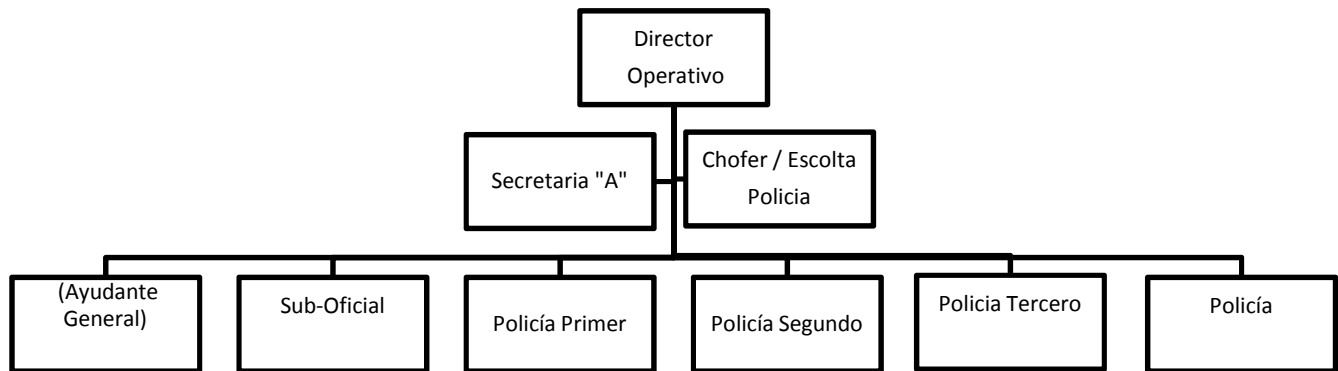 Director
Operativo
Secretaria "A"
Chofer / Escolta
Policia
(Ayudante
General)
Sub-Oficial
Policía Primer
Policía Segundo
Policia Tercero
Policía